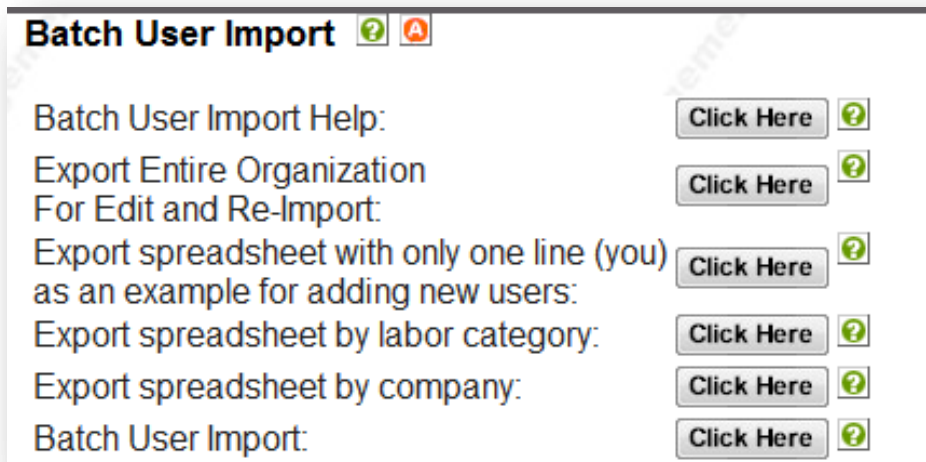 Batch User Import ? A
Batch User Import Help: Click Here ?
Export Entire Organization
For Edit and Re-Import: Click Here ?
Export spreadsheet with only one line (you)
as an example for adding new users: Click Here ?
Export spreadsheet by labor category: Click Here ?
Export spreadsheet by company: Click Here ?
Batch User Import: Click Here ?